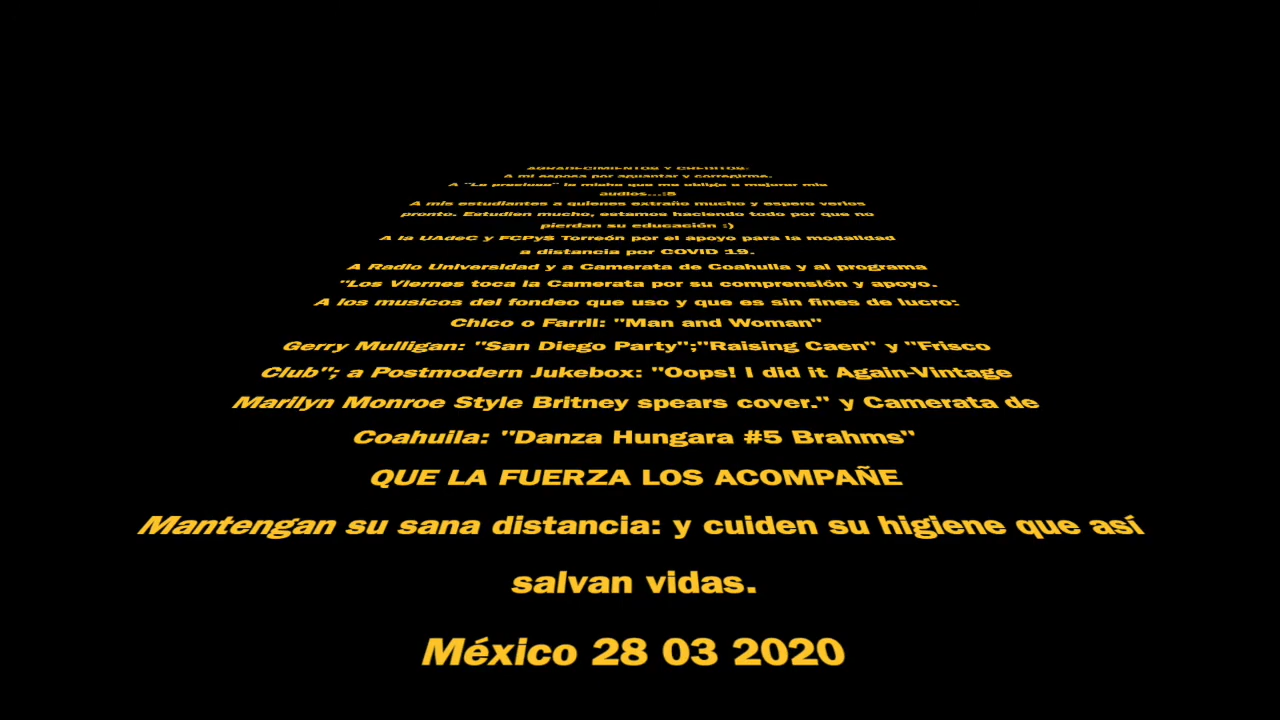 AGRADECIMIENTOS Y CREDITOS:
A mi esposa por aguantar y corregirme.
A "La preciosa" la misha que me obliga a mejorar mis
audios...:S
A mis estudiantes a quienes extraño mucho y espero verlos
pronto. Estudien mucho, estamos haciendo todo por que no
pierdan su educación :)
A la UAdeC y FCPyS Torreón por el apoyo para la modalidad
a distancia por COVID 19.
A Radio Universidad y a Camerata de Coahuila y al programa
"Los Viernes toca la Camerata por su comprensión y apoyo.
A los musicos del fondeo que uso y que es sin fines de lucro:
Chico o Farril: "Man and Woman"
Gerry Mulligan: "San Diego Party";"Raising Caen" y "Frisco
Club"; a Postmodern Jukebox: "Oops! I did it Again-Vintage
Marilyn Monroe Style Britney spears cover." y Camerata de
Coahuila: "Danza Hungara #5 Brahms"
QUE LA FUERZA LOS ACOMPAÑE
Mantengan su sana distancia: y cuiden su higiene que así
salvan vidas.
México 28 03 2020